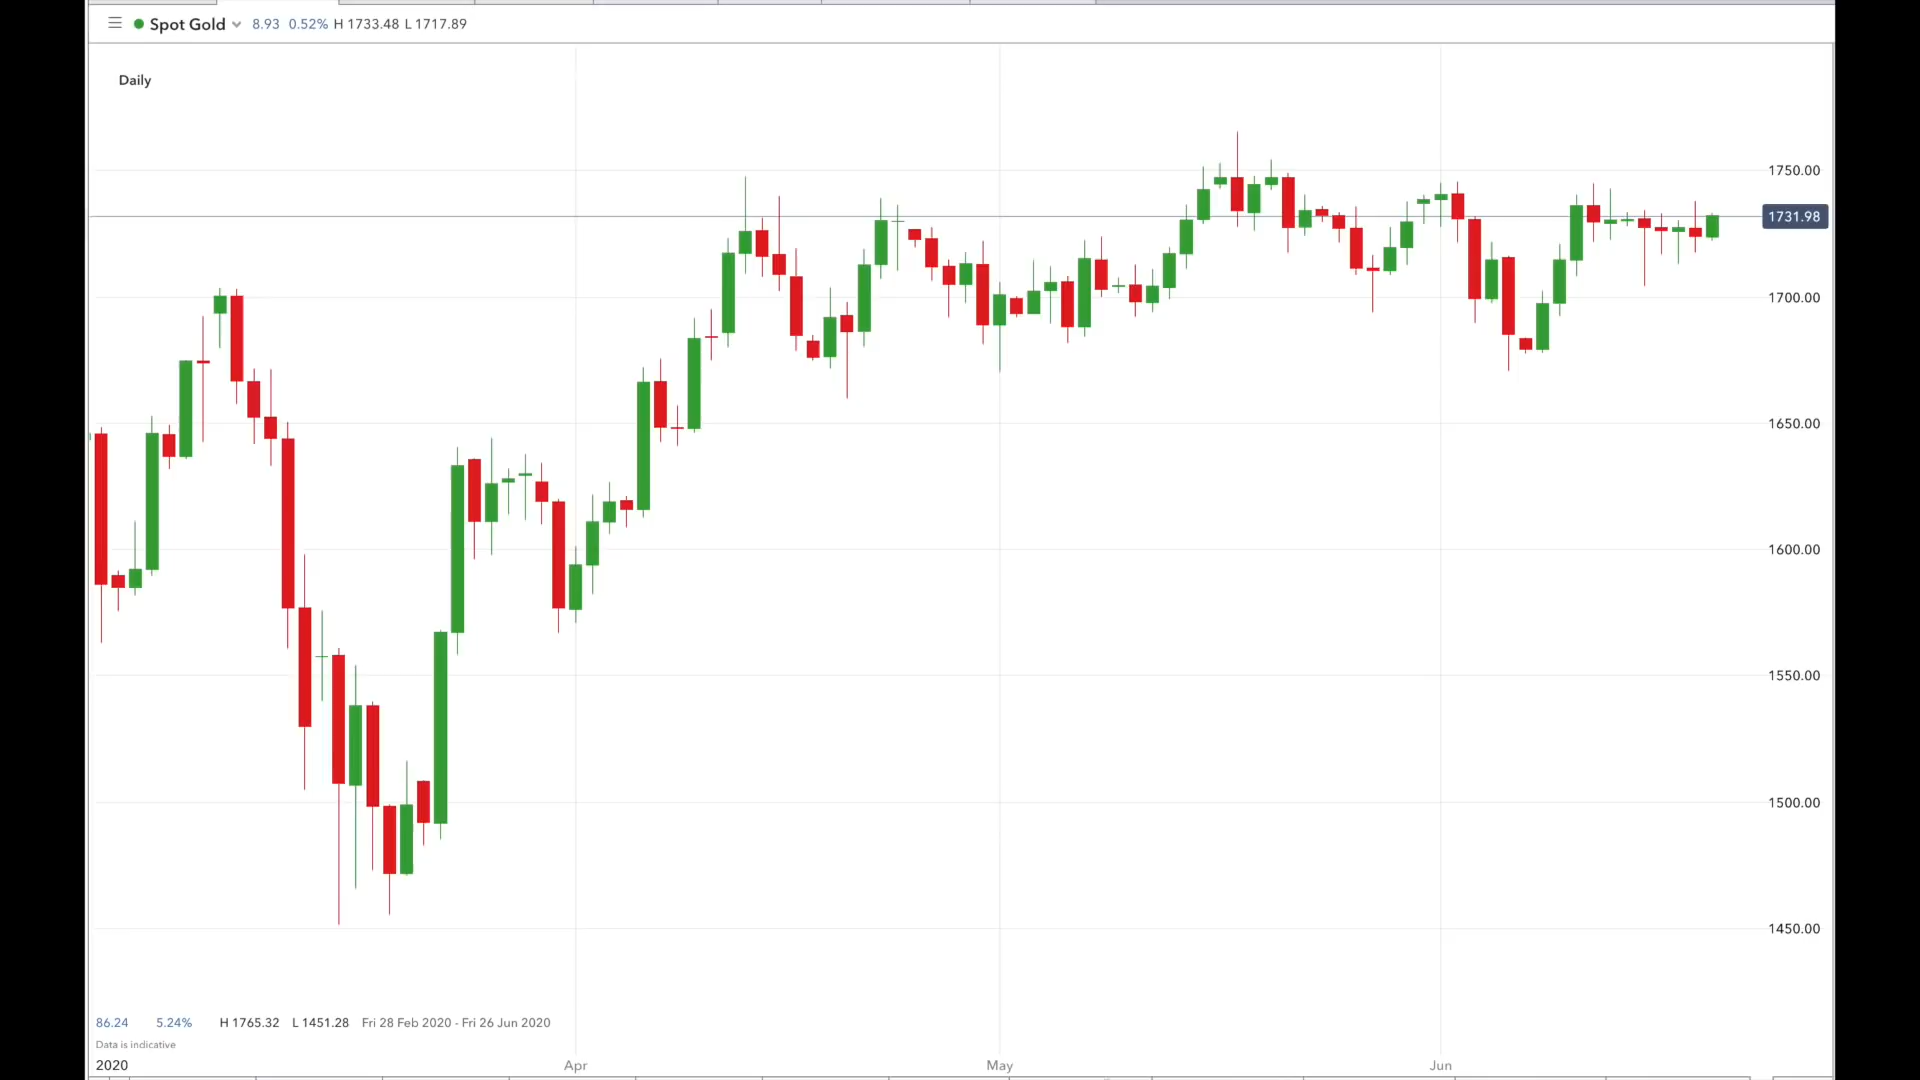 Spot Gold 8.93 0.52% H 1733.48 L 1717.89
Daily
1750.00
1731.98
1700.00
1650.00
1600.00
1550.00
1500.00
1450.00
86.24 5.24% H 1765.32 L 1451.28 Fri 28 Feb 2020 - Fri 26 Jun 2020
Data is indicative
2020 Apr May Jun